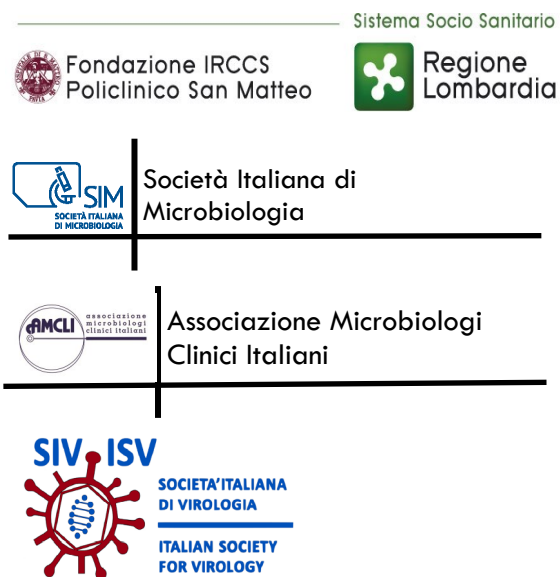 Sistema Socio Sanitario
Fondazione IRCCS
Policlinico San Matteo
Regione
Lombardia
SIM
SOCIETÀ ITALIANA
DI MICROBIOLOGIA
Società Italiana di
Microbiologia
AMCLI
associazione
microbiologi
clinici italiani
Associazione Microbiologi
Clinici Italiani
SIV ISV
SOCIETA'ITALIANA
DI VIROLOGIA
ITALIAN SOCIETY
FOR VIROLOGY